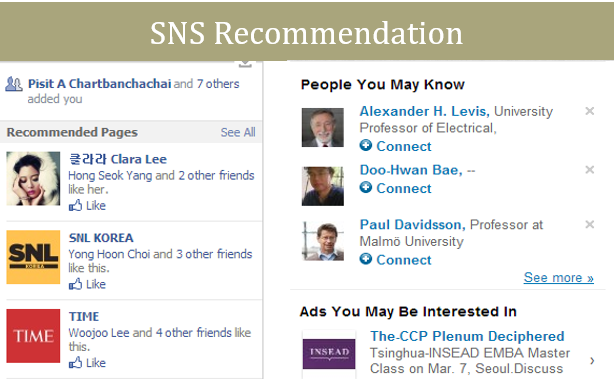 SNS Recommendation
Pisit A Chartbanchachai and 7 others
added you
Recommended Pages See All
클라라 Clara Lee
Hong Seok Yang and 2 other friends
like her.
Like
SNL
KOREA
SNL KOREA
Yong Hoon Choi and 3 other friends
like this.
Like
TIME
TIME
Woojoo Lee and 4 other friends like
this.
Like
People You May Know
Alexander H. Levis, University
Professor of Electrical,
Connect
Doo-Hwan Bae, --
Connect
Paul Davidsson, Professor at
Malmö University
Connect
See more »
Ads You May Be Interested In
INSEAD
The-CCP Plenum Deciphered
Tsinghua-INSEAD EMBA Master
Class on Mar. 7, Seoul.Discuss